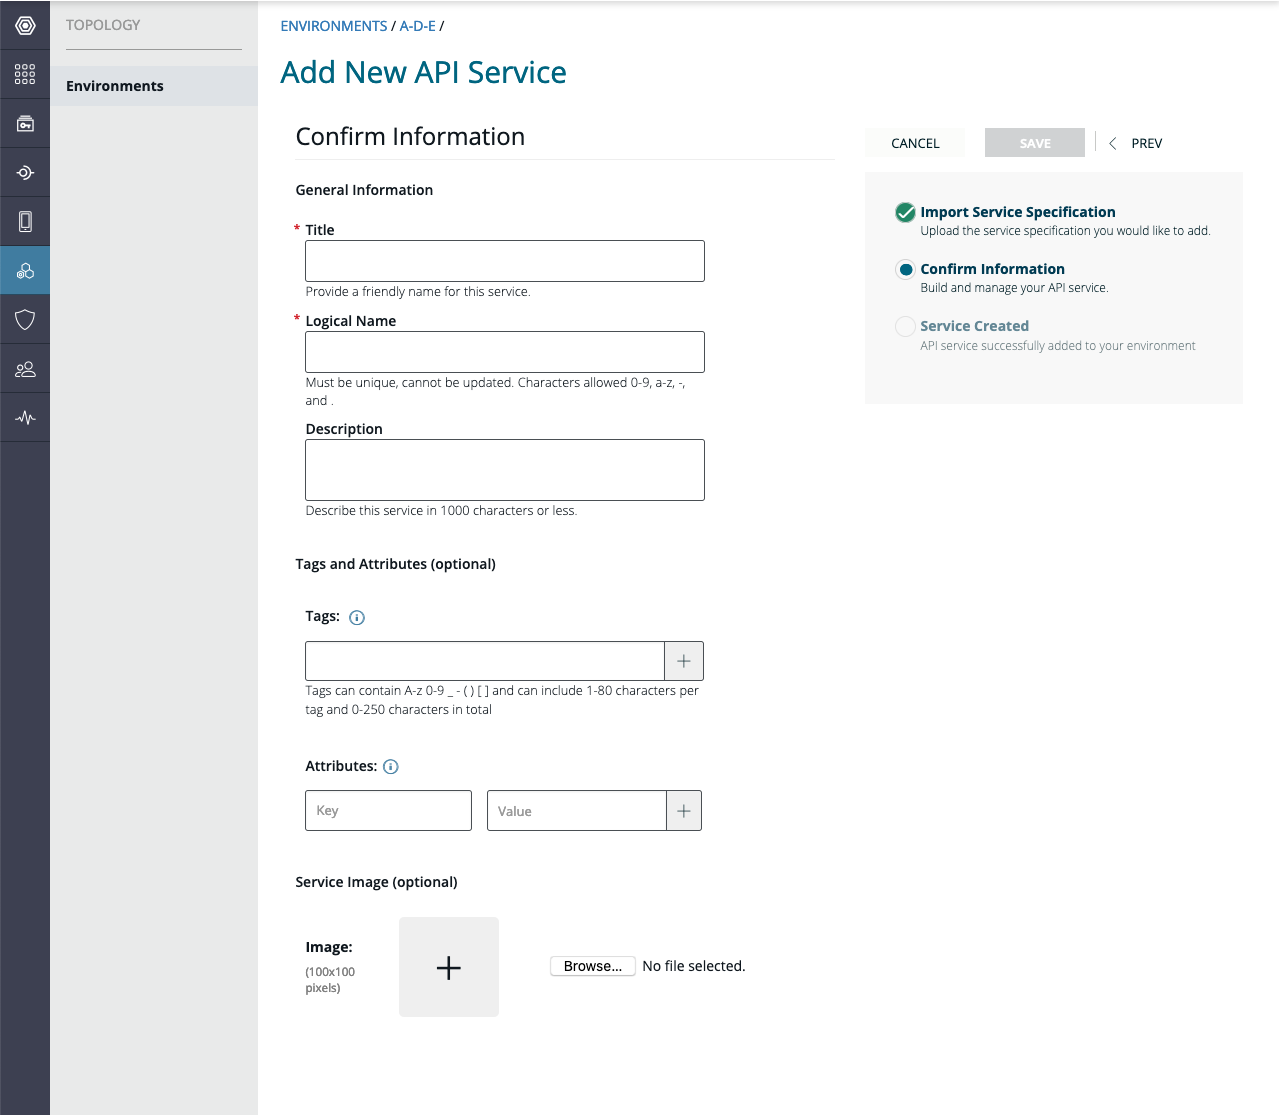 TOPOLOGY
Environments
ENVIRONMENTS / A-D-E /
Add New API Service
Confirm Information
General Information
* Title
Provide a friendly name for this service.
* Logical Name
Must be unique, cannot be updated. Characters allowed 0-9, a-z, -,
and .
Description
Describe this service in 1000 characters or less.
Tags and Attributes (optional)
Tags:
Tags can contain A-z 0-9 _ - ( ) [ ] and can include 1-80 characters per
tag and 0-250 characters in total
Attributes:
Key
Value
Service Image (optional)
Image:
(100x100
pixels)
Browse... No file selected.
CANCEL
SAVE
PREV
Import Service Specification
Upload the service specification you would like to add.
Confirm Information
Build and manage your API service.
Service Created
API service successfully added to your environment